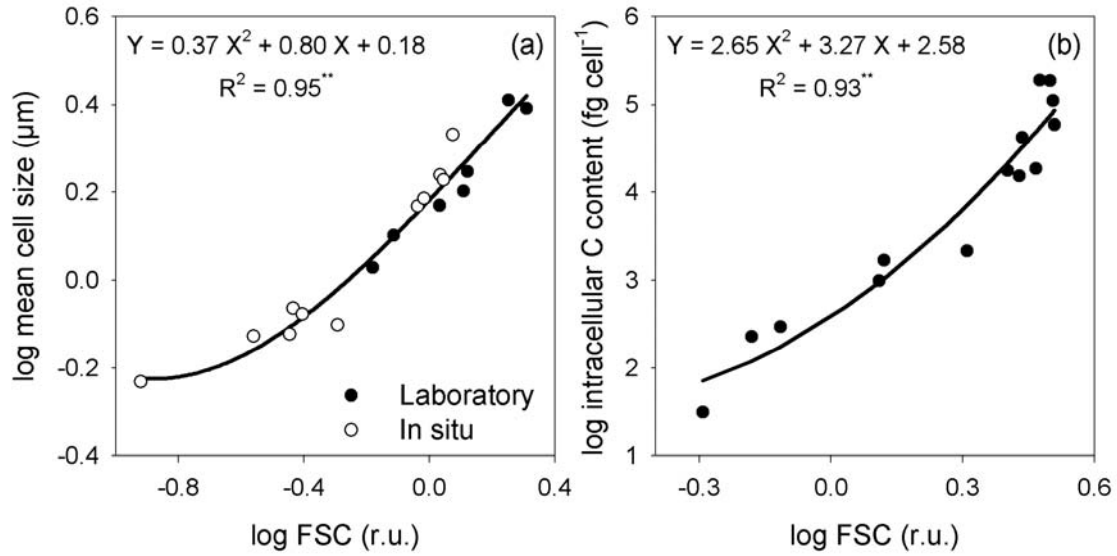 Y = 0.37 X² + 0.80 X + 0.18
(a)
R² = 0.95**
log mean cell size (µm)
0.6
0.4
0.2
0.0
-0.2
-0.4
Laboratory
In situ
-0.8
-0.4
0.0
0.4
log FSC (r.u.)
Y = 2.65 X² + 3.27 X + 2.58
(b)
R² = 0.93**
log intracellular C content (fg cell⁻¹)
6
5
4
3
2
1
-0.3
0.0
0.3
0.6
log FSC (r.u.)